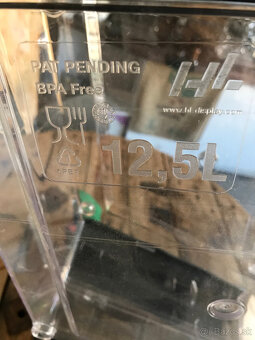 PAT PENDING
BPA Free
www.hl-display.com
12,5L